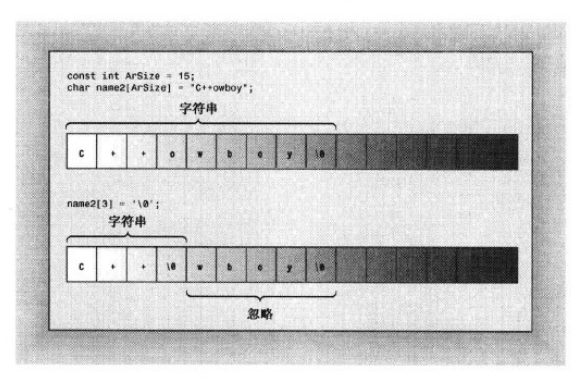 const int ArSize = 15;
char name2[ArSize] = "C++owboy";
字符串
C + + o w b o y \0
name2[3] = '\0';
字符串
C + + \0 w b o y \0
忽略